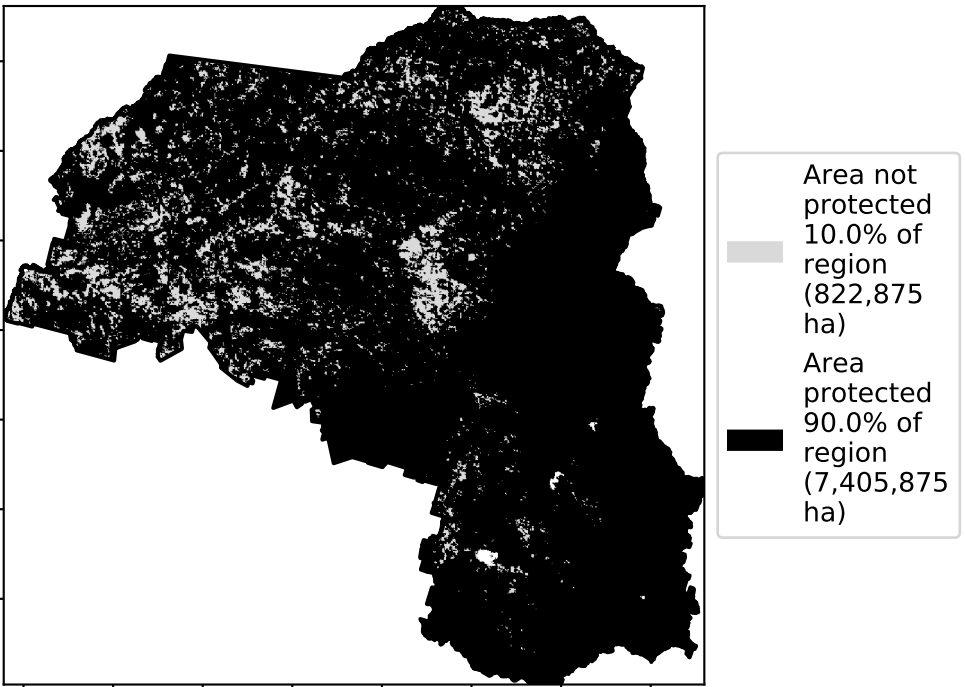 Area not
protected
10.0% of
region
(822,875
ha)
Area
protected
90.0% of
region
(7,405,875
ha)